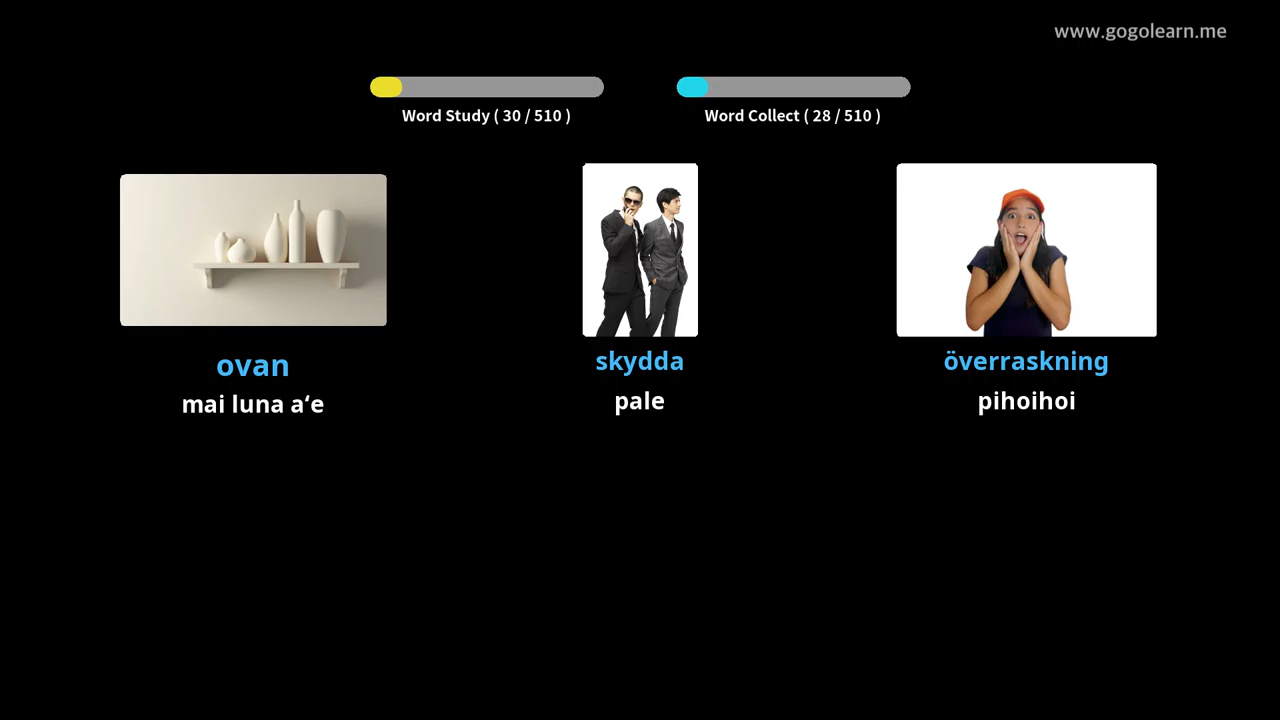 www.gogolearn.me
Word Study ( 30 / 510 )
Word Collect ( 28 / 510 )
ovan
mai luna aʻe
skydda
pale
överraskning
pihoihoi